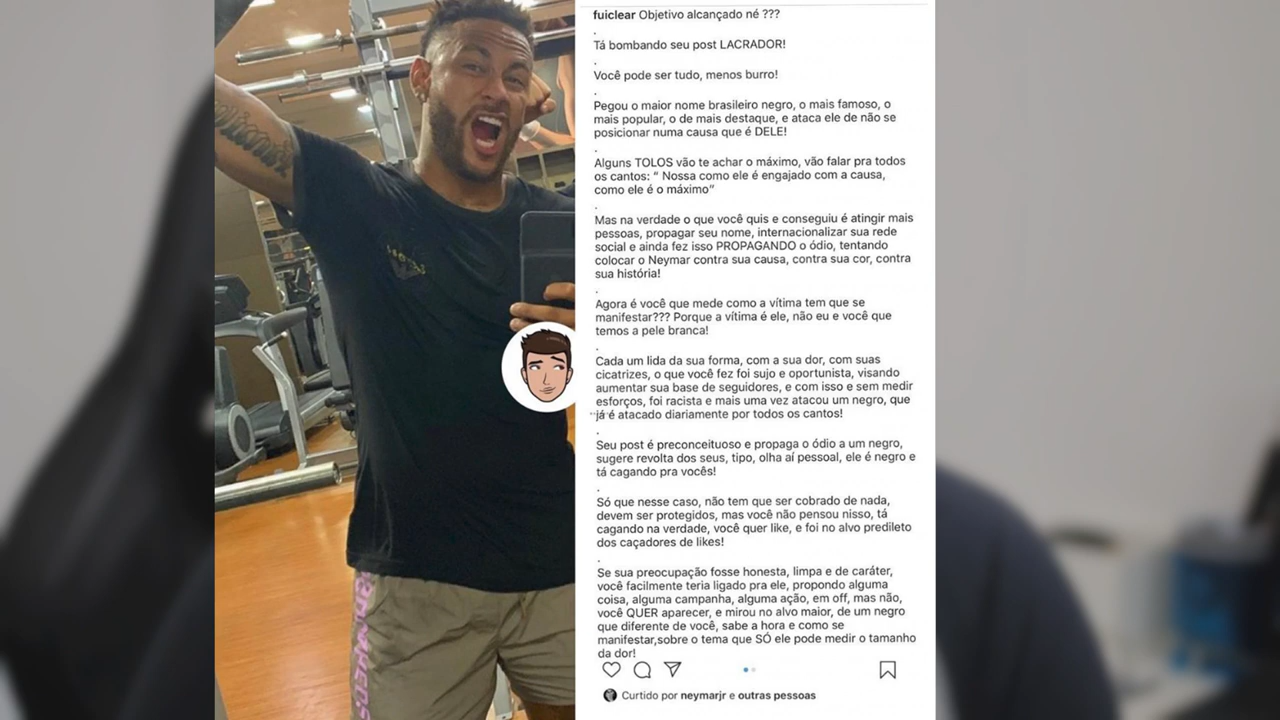 fuiclear Objetivo alcançado né ???
.
Tá bombando seu post LACRADOR!
.
Você pode ser tudo, menos burro!
.
Pegou o maior nome brasileiro negro, o mais famoso, o
mais popular, o de mais destaque, e ataca ele de não se
posicionar numa causa que é DELE!
.
Alguns TOLOS vão te achar o máximo, vão falar pra todos
os cantos: “ Nossa como ele é engajado com a causa,
como ele é o máximo“
.
Mas na verdade o que você quis e conseguiu é atingir mais
pessoas, propagar seu nome, internacionalizar sua rede
social e ainda fez isso PROPAGANDO o ódio, tentando
colocar o Neymar contra sua causa, contra sua cor, contra
sua história!
.
Agora é você que mede como a vítima tem que se
manifestar??? Porque a vítima é ele, não eu e você que
temos a pele branca!
.
Cada um lida da sua forma, com a sua dor, com suas
cicatrizes, o que você fez foi sujo e oportunista, visando
aumentar sua base de seguidores, e com isso e sem medir
esforços, foi racista e mais uma vez atacou um negro, que
já é atacado diariamente por todos os cantos!
.
Seu post é preconceituoso e propaga o ódio a um negro,
sugere revolta dos seus, tipo, olha aí pessoal, ele é negro e
tá cagando pra vocês!
.
Só que nesse caso, não tem que ser cobrado de nada,
devem ser protegidos, mas você não pensou nisso, tá
cagando na verdade, você quer like, e foi no alvo predileto
dos caçadores de likes!
.
Se sua preocupação fosse honesta, limpa e de caráter,
você facilmente teria ligado pra ele, propondo alguma
coisa, alguma campanha, alguma ação, em off, mas não,
você QUER aparecer, e mirou no alvo maior, de um negro
que diferente de você, sabe a hora e como se
manifestar,sobre o tema que SÓ ele pode medir o tamanho
da dor!
Curtido por neymarjr e outras pessoas